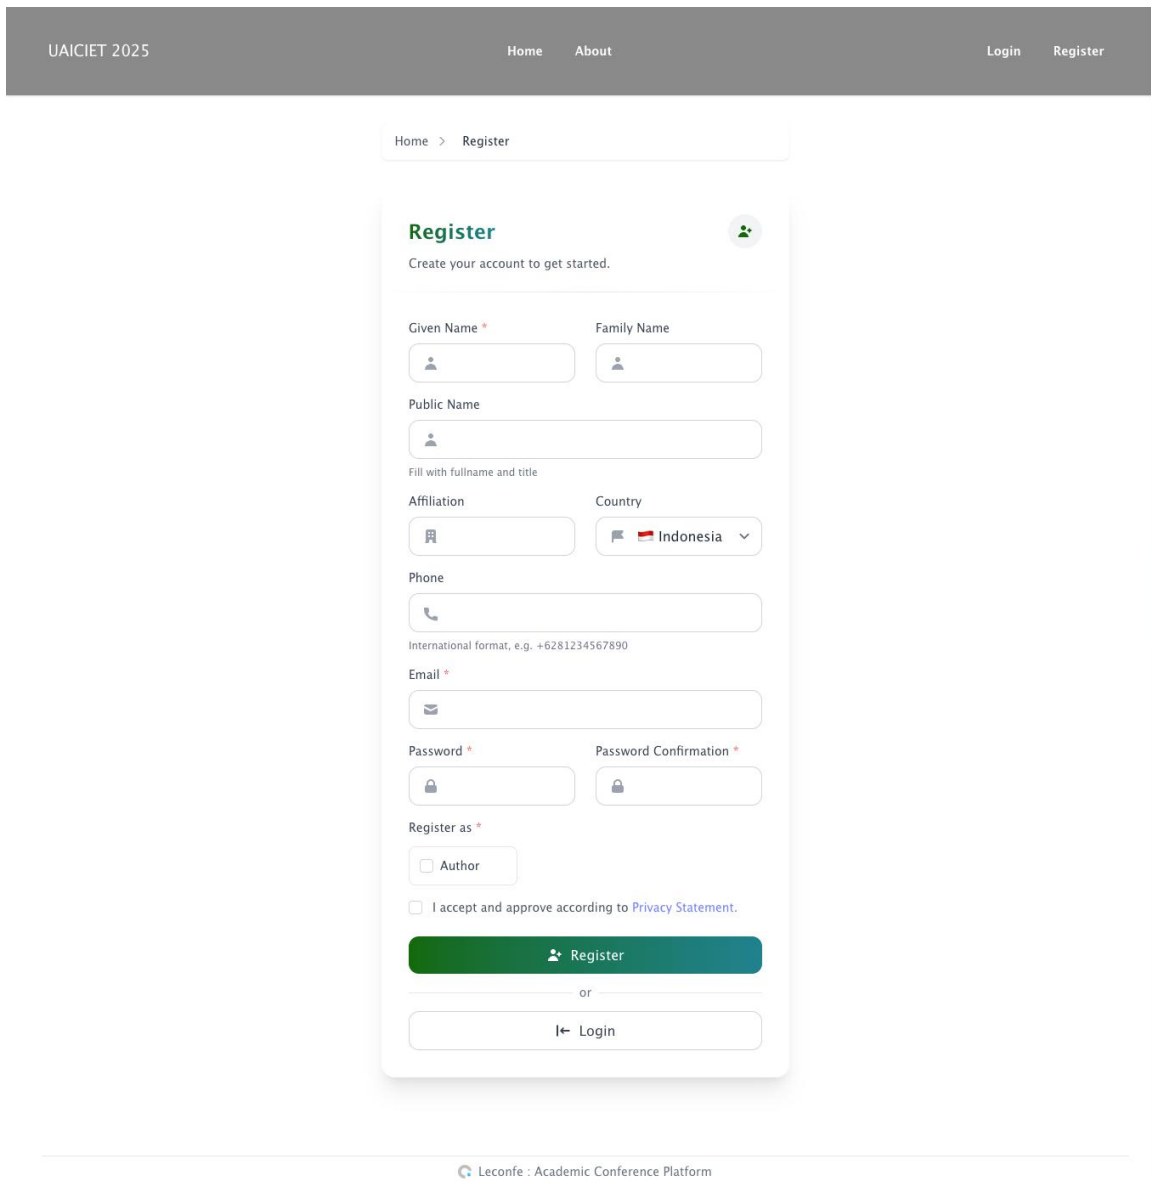 UAICIET 2025 Home About Login Register
Home > Register
Register
Create your account to get started.
Given Name * Family Name
Public Name
Fill with fullname and title
Affiliation Country
Indonesia
Phone
International format, e.g. +6281234567890
Email *
Password * Password Confirmation *
Register as *
Author
I accept and approve according to Privacy Statement.
Register
or
Login
Leconfe : Academic Conference Platform